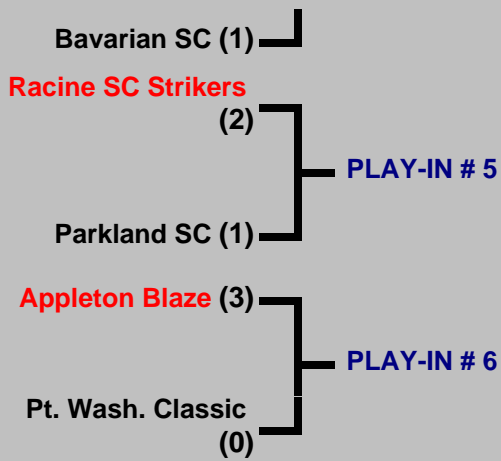 Bavarian SC (1)
Racine SC Strikers
(2)
PLAY-IN # 5
Parkland SC (1)
Appleton Blaze (3)
PLAY-IN # 6
Pt. Wash. Classic
(0)